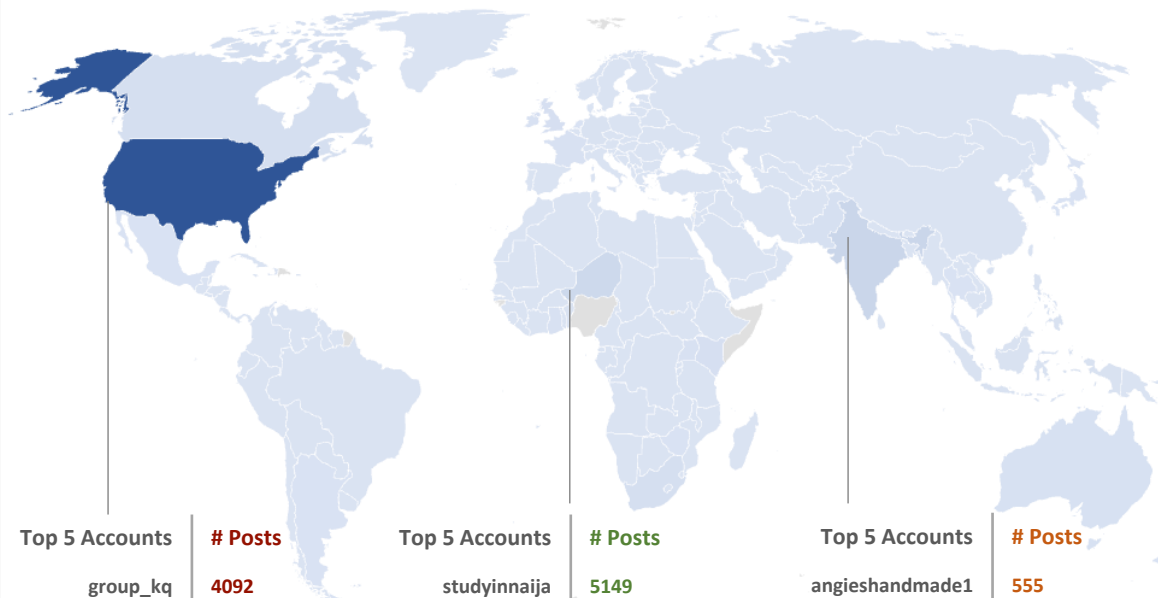 Top 5 Accounts # Posts
group_kq 4092
Top 5 Accounts # Posts
studyinnaija 5149
Top 5 Accounts # Posts
angieshandmade1 555